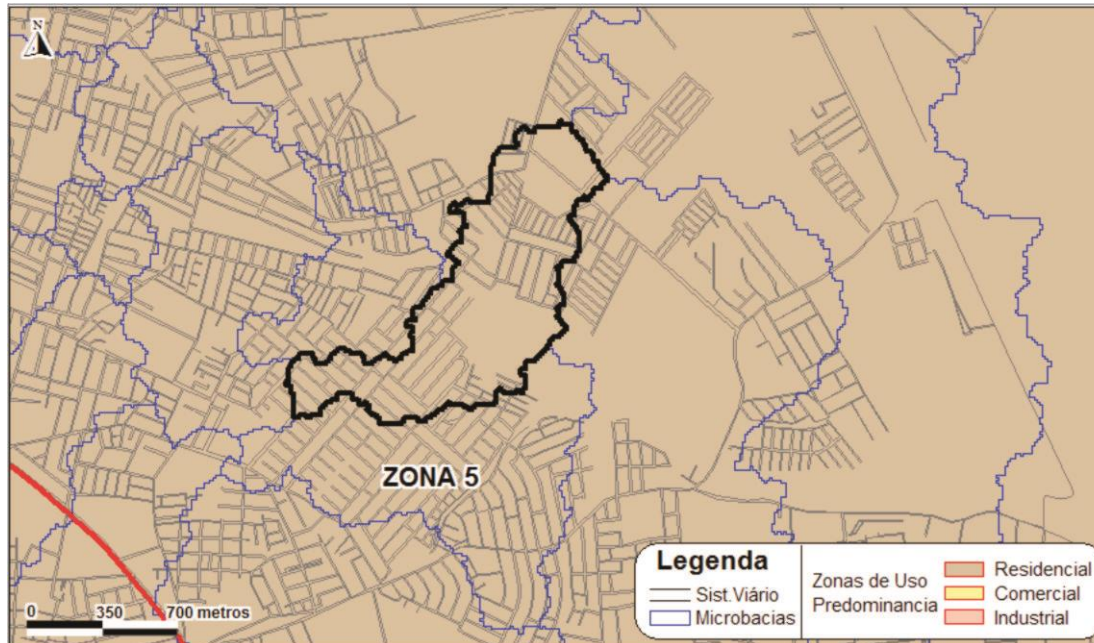 N
ZONA 5
0 350 700 metros
Legenda
Sist.Viário
Microbacias
Zonas de Uso
Predominancia
Residencial
Comercial
Industrial